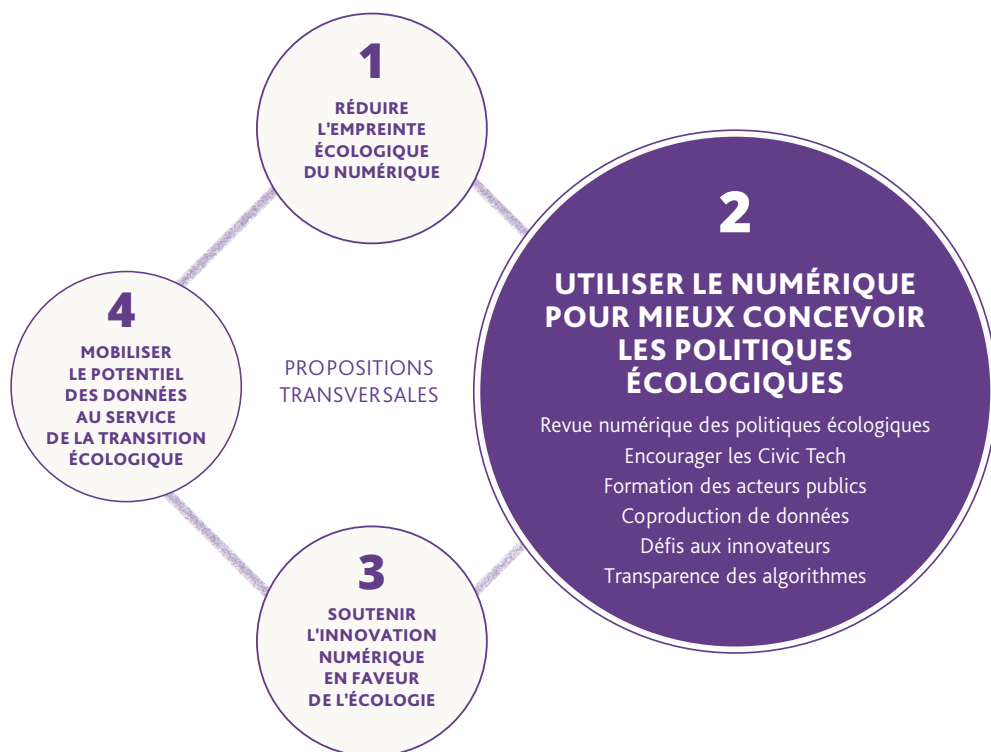 1
RÉDUIRE
L'EMPREINTE
ÉCOLOGIQUE
DU NUMÉRIQUE
2
UTILISER LE NUMÉRIQUE
POUR MIEUX CONCEVOIR
LES POLITIQUES
ÉCOLOGIQUES
Revue numérique des politiques écologiques
Encourager les Civic Tech
Formation des acteurs publics
Coproduction de données
Défis aux innovateurs
Transparence des algorithmes
3
SOUTENIR
L'INNOVATION
NUMÉRIQUE
EN FAVEUR
DE L'ÉCOLOGIE
4
MOBILISER
LE POTENTIEL
DES DONNÉES
AU SERVICE
DE LA TRANSITION
ÉCOLOGIQUE
PROPOSITIONS
TRANSVERSALES